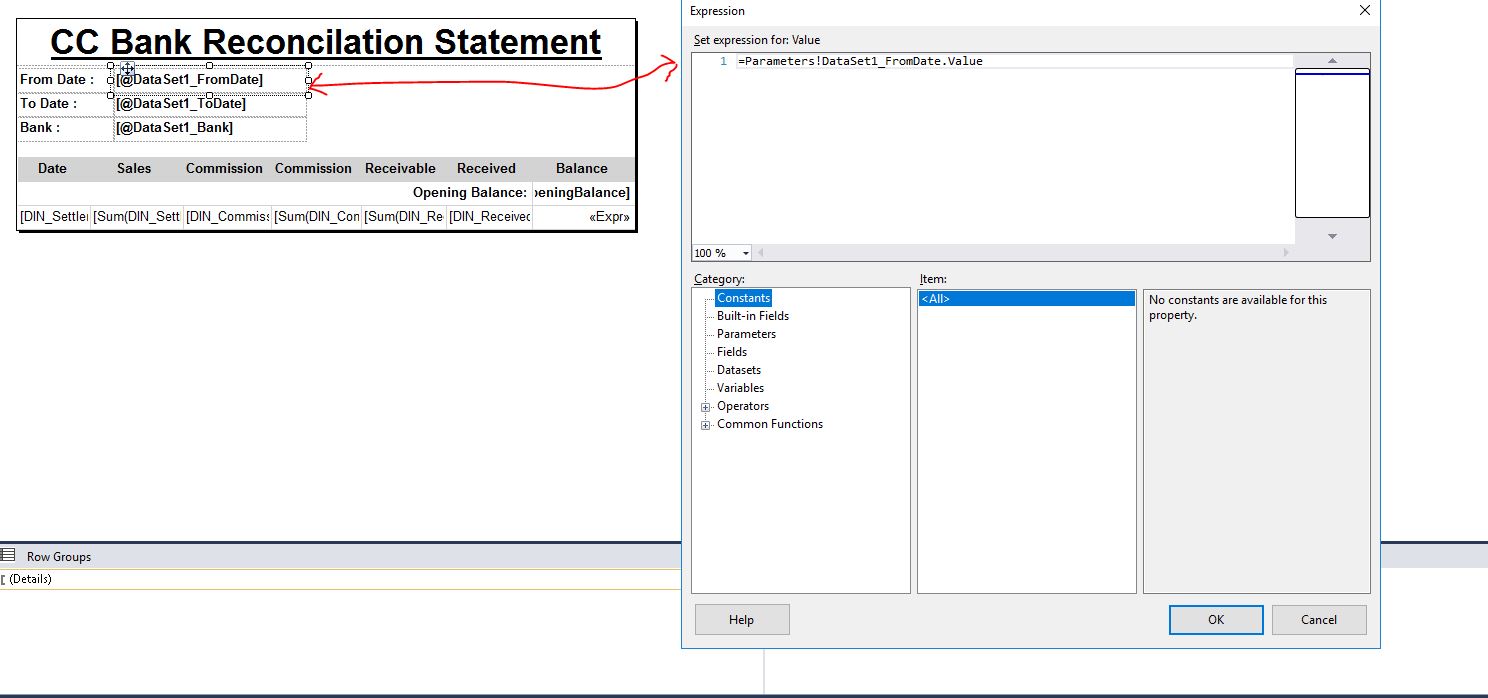 CC Bank Reconcilation Statement
From Date : [@DataSet1_FromDate]
To Date : [@DataSet1_ToDate]
Bank : [@DataSet1_Bank]
Date Sales Commission Commission Receivable Received Balance
Opening Balance: peningBalance]
[DIN_Settler [Sum(DIN_Settl [DIN_Commiss [Sum(DIN_Con [Sum(DIN_Re [DIN_Received «Expr»
Row Groups
(Details)
Expression
Set expression for: Value
1 =Parameters!DataSet1_FromDate.Value
100 %
Category:
Constants
Built-in Fields
Parameters
Fields
Datasets
Variables
Operators
Common Functions
Item:
<All>
No constants are available for this
property.
Help
OK
Cancel